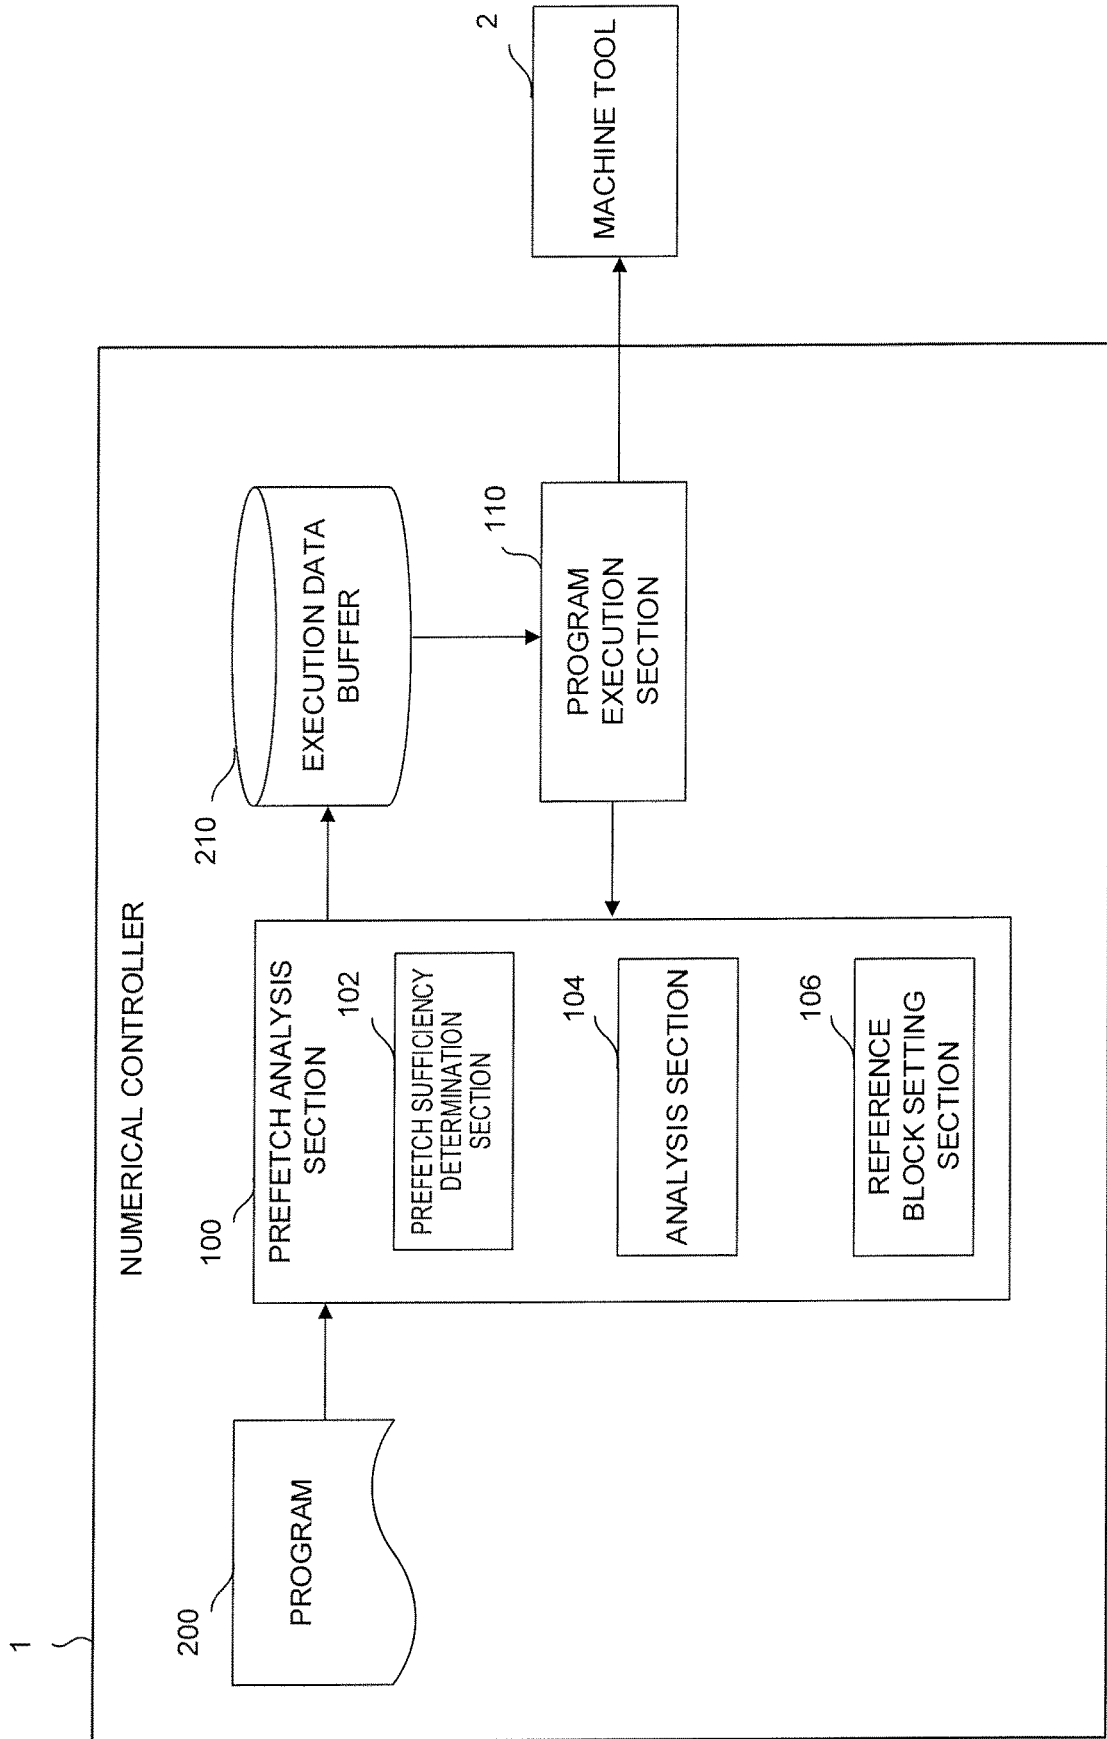 1
NUMERICAL CONTROLLER
200
PROGRAM
100
PREFETCH ANALYSIS
SECTION
102
PREFETCH SUFFICIENCY
DETERMINATION
SECTION
104
ANALYSIS SECTION
106
REFERENCE
BLOCK SETTING
SECTION
210
EXECUTION DATA
BUFFER
110
PROGRAM
EXECUTION
SECTION
2
MACHINE TOOL